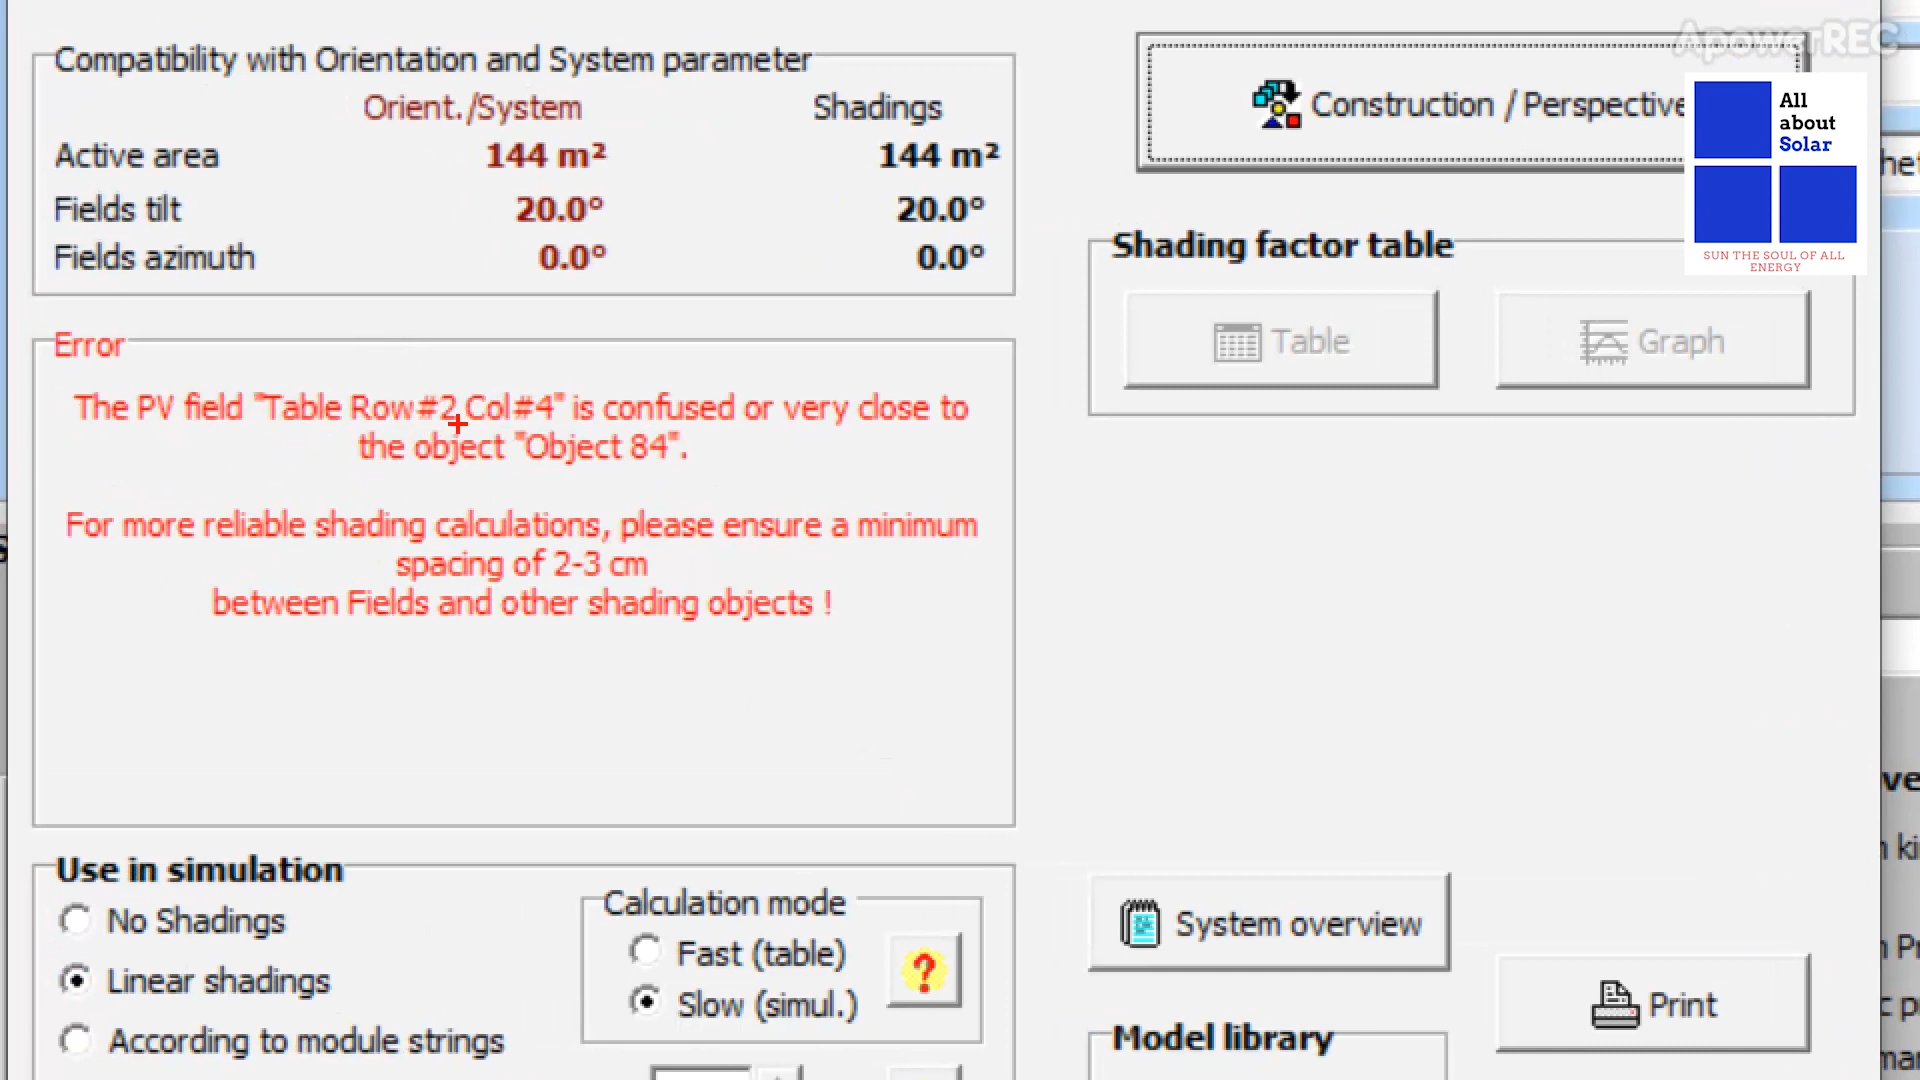 ApowerREC
Compatibility with Orientation and System parameter
Orient./System Shadings
Active area 144 m² 144 m²
Fields tilt 20.0° 20.0°
Fields azimuth 0.0° 0.0°
Construction / Perspective
All
about
Solar
SUN THE SOUL OF ALL
ENERGY
Shading factor table
Table Graph
Error
The PV field "Table Row#2 Col#4" is confused or very close to
the object "Object 84".
For more reliable shading calculations, please ensure a minimum
spacing of 2-3 cm
between Fields and other shading objects !
Use in simulation
No Shadings
Linear shadings
According to module strings
Calculation mode
Fast (table)
Slow (simul.)
?
System overview
Print
Model library